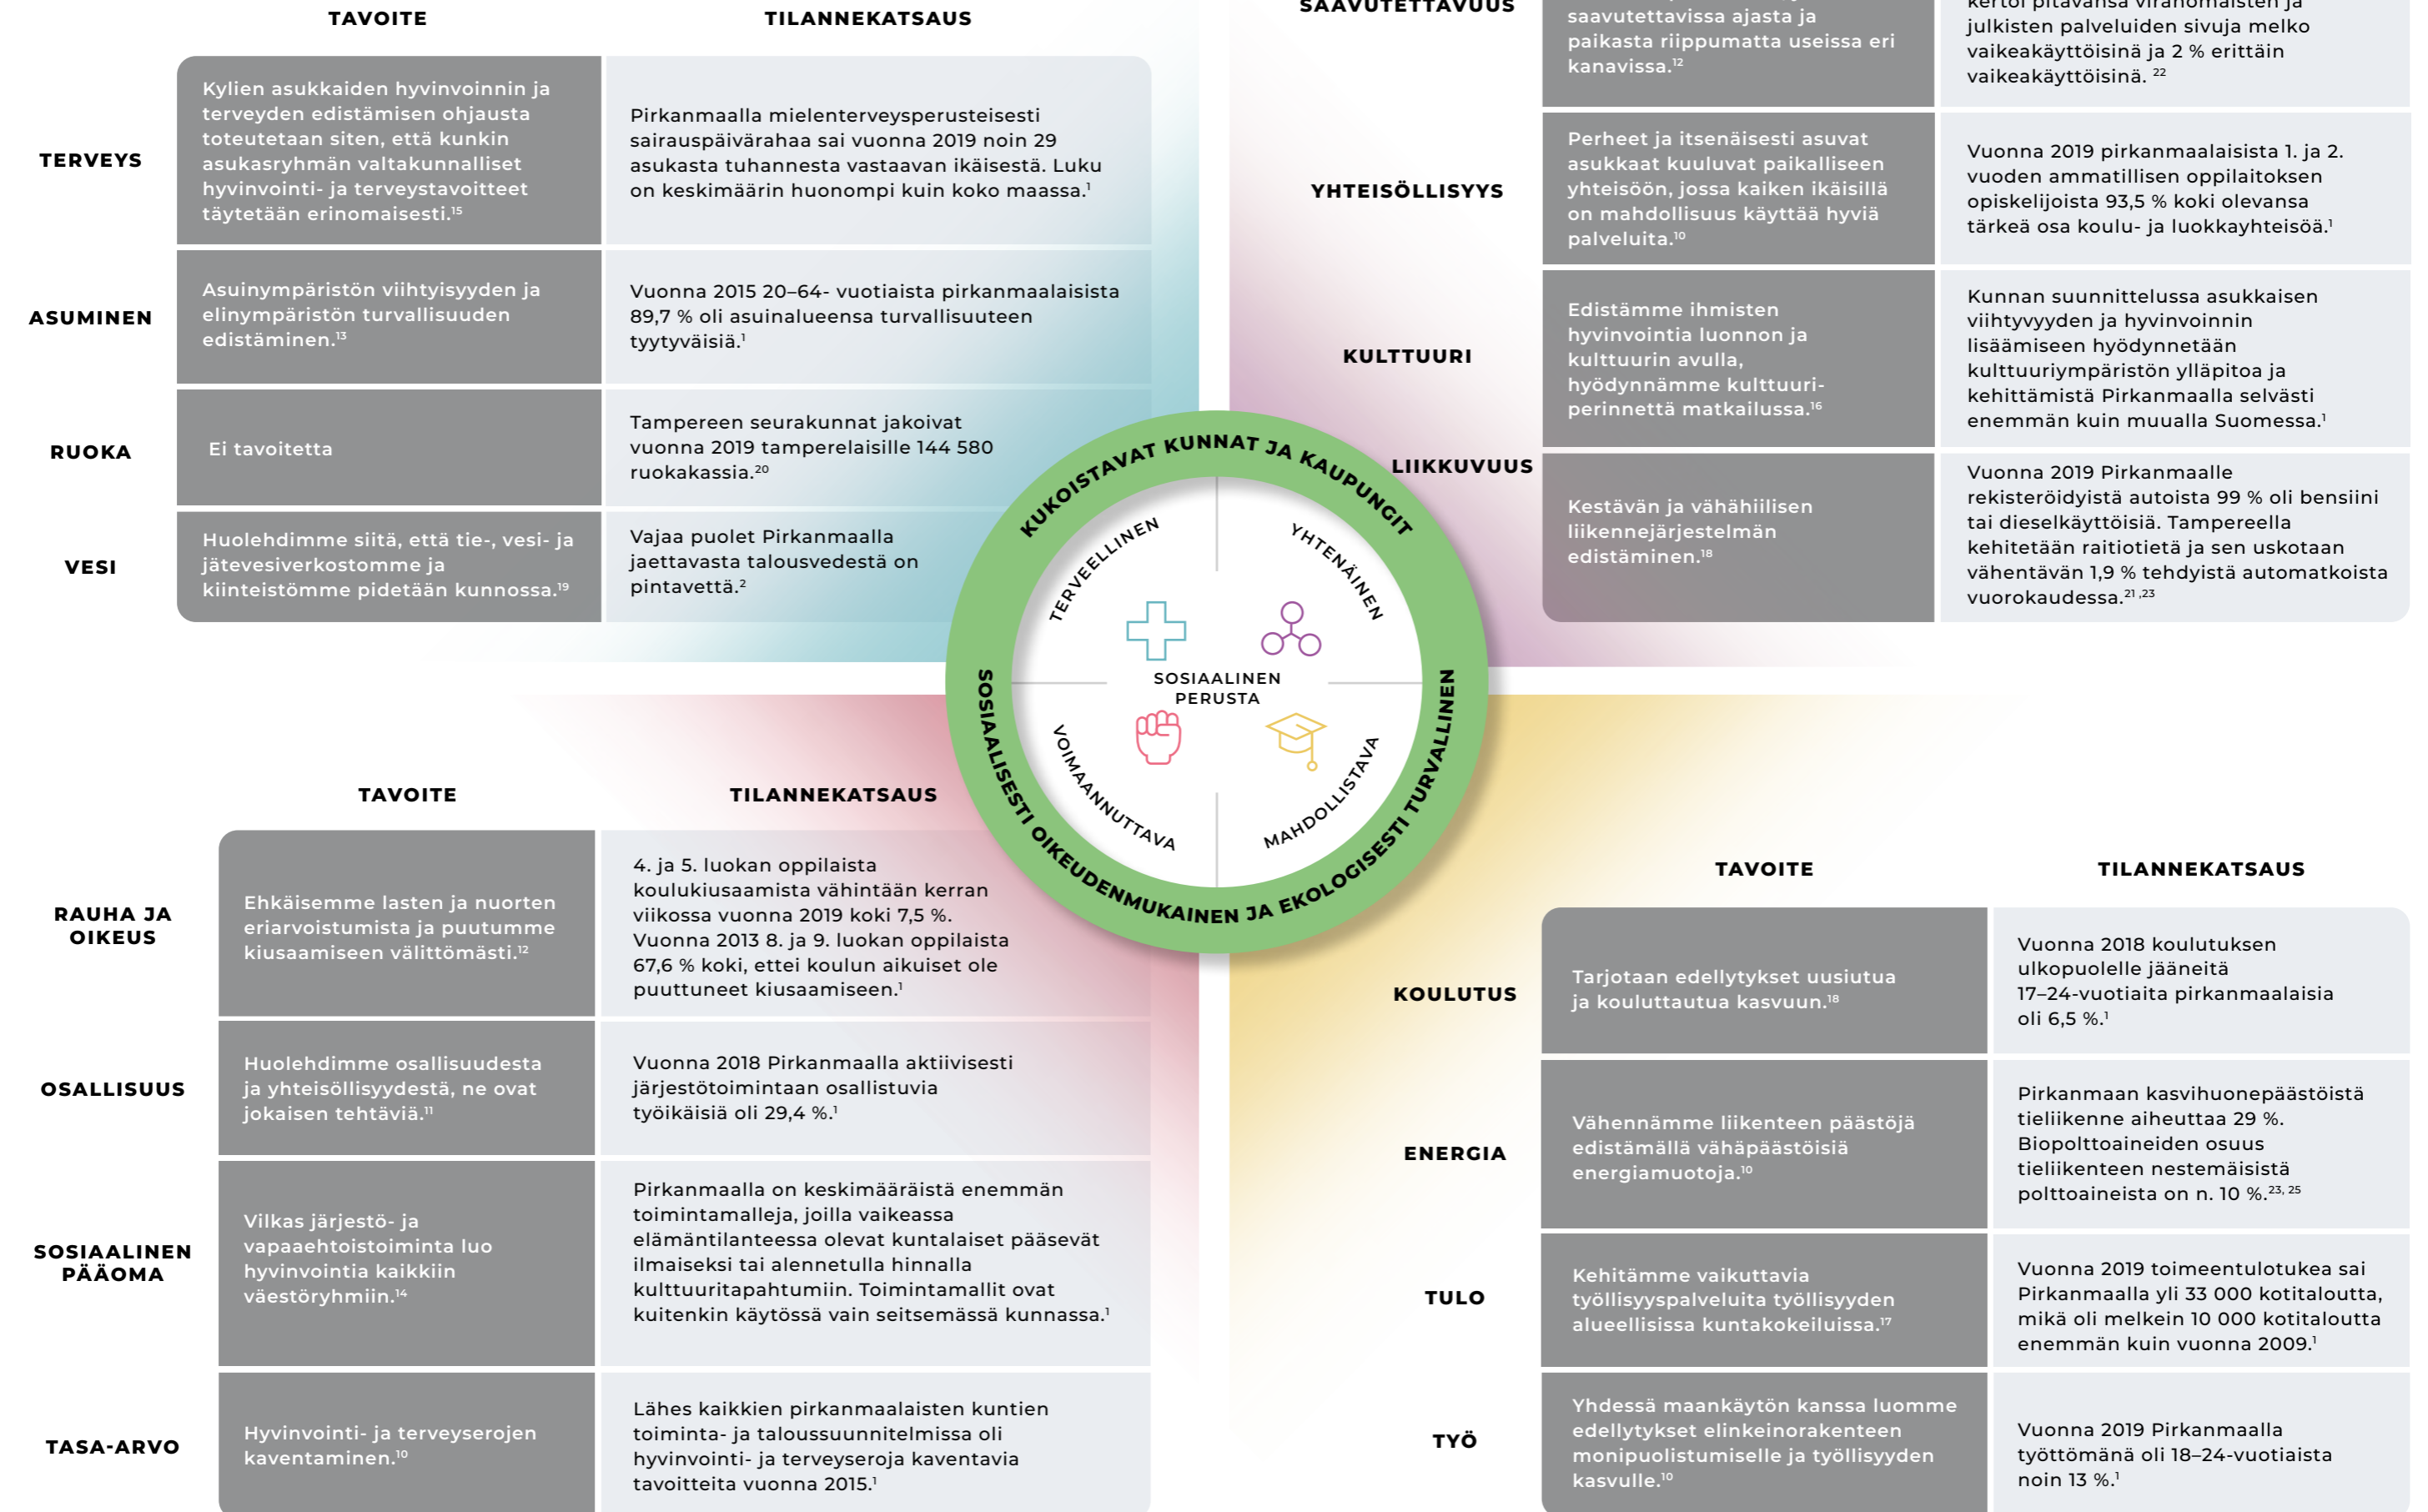 TAVOITE
TILANNEKATSAUS
TERVEYS
Kylien asukkaiden hyvinvoinnin ja
terveyden edistämisen ohjausta
toteutetaan siten, että kunkin
asukasryhmän valtakunnalliset
hyvinvointi- ja terveystavoitteet
täytetään erinomaisesti.¹⁵
Pirkanmaalla mielenterveysperusteisesti
sairauspäivärahaa sai vuonna 2019 noin 29
asukasta tuhannesta vastaavan ikäisestä. Luku
on keskimäärin huonompi kuin koko maassa.¹
ASUMINEN
Asuinympäristön viihtyisyyden ja
elinympäristön turvallisuuden
edistäminen.¹³
Vuonna 2015 20–64- vuotiaista pirkanmaalaisista
89,7 % oli asuinalueensa turvallisuuteen
tyytyväisiä.¹
RUOKA
Ei tavoitetta
Tampereen seurakunnat jakoivat
vuonna 2019 tamperelaisille 144 580
ruokakassia.²⁰
VESI
Huolehdimme siitä, että tie-, vesi- ja
jätevesiverkostomme ja
kiinteistömme pidetään kunnossa.¹⁹
Vajaa puolet Pirkanmaalla
jaettavasta talousvedestä on
pintavettä.²
SAAVUTETTAVUUS
saavutettavissa ajasta ja
paikasta riippumatta useissa eri
kanavissa.¹²
kertoi pitävänsä viranomaisten ja
julkisten palveluiden sivuja melko
vaikeakäyttöisinä ja 2 % erittäin
vaikeakäyttöisinä. ²²
YHTEISÖLLISYYS
Perheet ja itsenäisesti asuvat
asukkaat kuuluvat paikalliseen
yhteisöön, jossa kaiken ikäisillä
on mahdollisuus käyttää hyviä
palveluita.¹⁰
Vuonna 2019 pirkanmaalaisista 1. ja 2.
vuoden ammatillisen oppilaitoksen
opiskelijoista 93,5 % koki olevansa
tärkeä osa koulu- ja luokkayhteisöä.¹
KULTTUURI
Edistämme ihmisten
hyvinvointia luonnon ja
kulttuurin avulla,
hyödynnämme kulttuuri-
perinnettä matkailussa.¹⁶
Kunnan suunnittelussa asukkaisen
viihtyvyyden ja hyvinvoinnin
lisäämiseen hyödynnetään
kulttuuriympäristön ylläpitoa ja
kehittämistä Pirkanmaalla selvästi
enemmän kuin muualla Suomessa.¹
LIIKKUVUUS
Kestävän ja vähähiilisen
liikennejärjestelmän
edistäminen.¹⁸
Vuonna 2019 Pirkanmaalle
rekisteröidyistä autoista 99 % oli bensiini
tai dieselkäyttöisiä. Tampereella
kehitetään raitiotietä ja sen uskotaan
vähentävän 1,9 % tehdyistä automatkoista
vuorokaudessa.²¹ ,²³
KUKOISTAVAT KUNNAT JA KAUPUNGIT
TERVEELLINEN
YHTENÄINEN
SOSIAALINEN
PERUSTA
VOIMAANNUTTAVA
MAHDOLLISTAVA
SOSIAALISESTI OIKEUDENMUKAINEN JA EKOLOGISESTI TURVALLINEN
TAVOITE
TILANNEKATSAUS
RAUHA JA
OIKEUS
Ehkäisemme lasten ja nuorten
eriarvoistumista ja puutumme
kiusaamiseen välittömästi.¹²
4. ja 5. luokan oppilaista
koulukiusaamista vähintään kerran
viikossa vuonna 2019 koki 7,5 %.
Vuonna 2013 8. ja 9. luokan oppilaista
67,6 % koki, ettei koulun aikuiset ole
puuttuneet kiusaamiseen.¹
OSALLISUUS
Huolehdimme osallisuudesta
ja yhteisöllisyydestä, ne ovat
jokaisen tehtäviä.¹¹
Vuonna 2018 Pirkanmaalla aktiivisesti
järjestötoimintaan osallistuvia
työikäisiä oli 29,4 %.¹
SOSIAALINEN
PÄÄOMA
Vilkas järjestö- ja
vapaaehtoistoiminta luo
hyvinvointia kaikkiin
väestöryhmiin.¹⁴
Pirkanmaalla on keskimääräistä enemmän
toimintamalleja, joilla vaikeassa
elämäntilanteessa olevat kuntalaiset pääsevät
ilmaiseksi tai alennetulla hinnalla
kulttuuritapahtumiin. Toimintamallit ovat
kuitenkin käytössä vain seitsemässä kunnassa.¹
TASA-ARVO
Hyvinvointi- ja terveyserojen
kaventaminen.¹⁰
Lähes kaikkien pirkanmaalaisten kuntien
toiminta- ja taloussuunnitelmissa oli
hyvinvointi- ja terveyseroja kaventavia
tavoitteita vuonna 2015.¹
TAVOITE
TILANNEKATSAUS
KOULUTUS
Tarjotaan edellytykset uusiutua
ja kouluttautua kasvuun.¹⁸
Vuonna 2018 koulutuksen
ulkopuolelle jääneitä
17–24-vuotiaita pirkanmaalaisia
oli 6,5 %.¹
ENERGIA
Vähennämme liikenteen päästöjä
edistämällä vähäpäästöisiä
energiamuotoja.¹⁰
Pirkanmaan kasvihuonepäästöistä
tieliikenne aiheuttaa 29 %.
Biopolttoaineiden osuus
tieliikenteen nestemäisistä
polttoaineista on n. 10 %.²³, ²⁵
TULO
Kehitämme vaikuttavia
työllisyyspalveluita työllisyyden
alueellisissa kuntakokeiluissa.¹⁷
Vuonna 2019 toimeentulotukea sai
Pirkanmaalla yli 33 000 kotitaloutta,
mikä oli melkein 10 000 kotitaloutta
enemmän kuin vuonna 2009.¹
TYÖ
Yhdessä maankäytön kanssa luomme
edellytykset elinkeinorakenteen
monipuolistumiselle ja työllisyyden
kasvulle.¹⁰
Vuonna 2019 Pirkanmaalla
työttömänä oli 18–24-vuotiaista
noin 13 %.¹